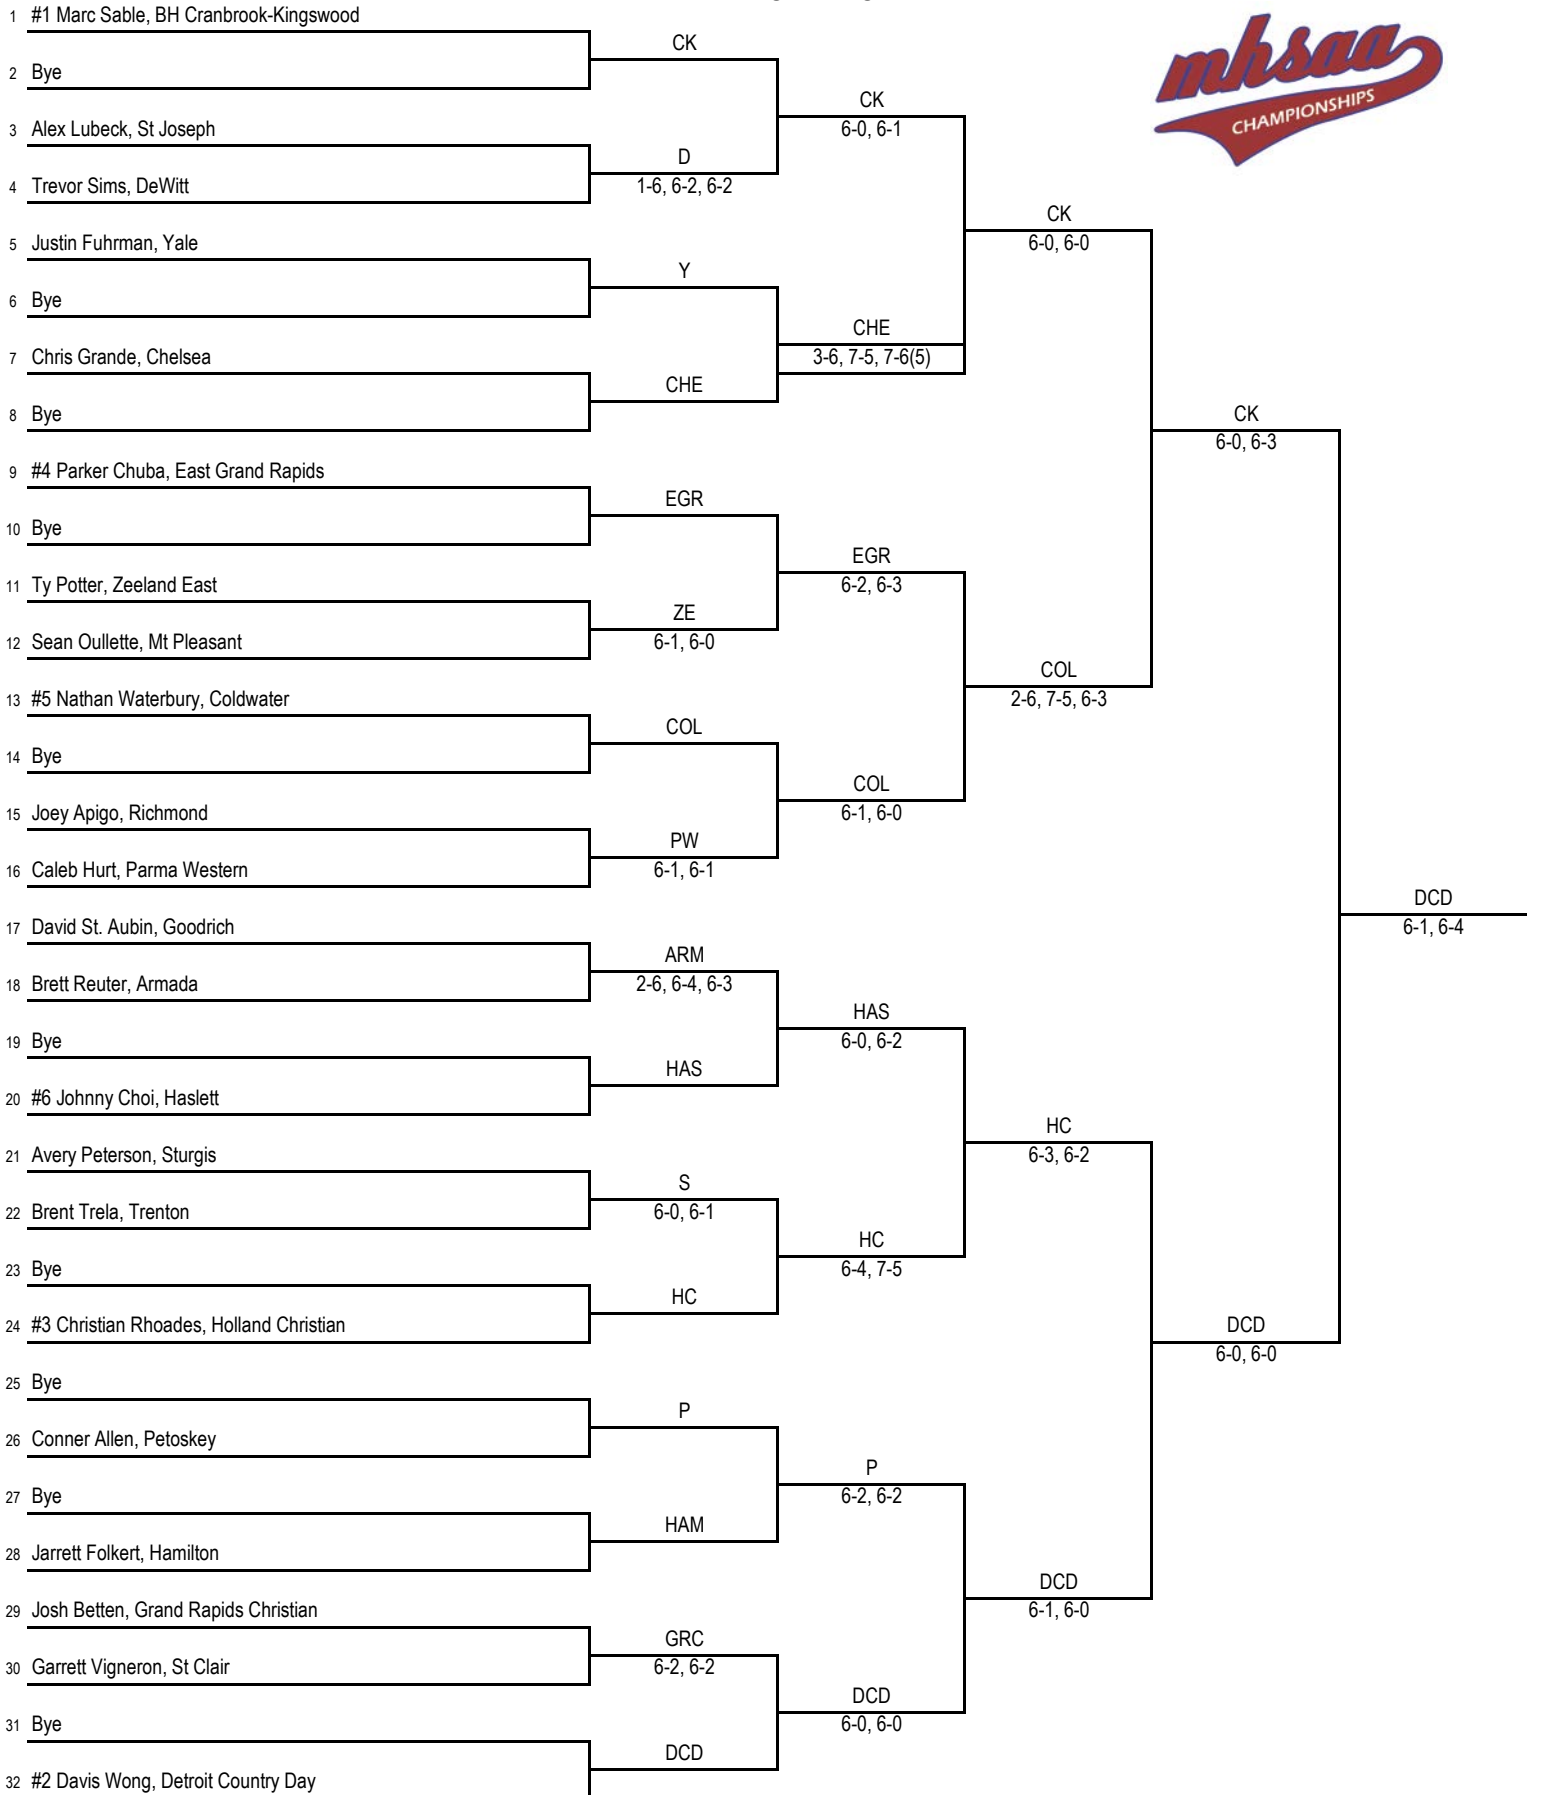 1 #1 Marc Sable, BH Cranbrook-Kingswood
2 Bye
3 Alex Lubeck, St Joseph
4 Trevor Sims, DeWitt
5 Justin Fuhrman, Yale
6 Bye
7 Chris Grande, Chelsea
8 Bye
9 #4 Parker Chuba, East Grand Rapids
10 Bye
11 Ty Potter, Zeeland East
12 Sean Oullette, Mt Pleasant
13 #5 Nathan Waterbury, Coldwater
14 Bye
15 Joey Apigo, Richmond
16 Caleb Hurt, Parma Western
17 David St. Aubin, Goodrich
18 Brett Reuter, Armada
19 Bye
20 #6 Johnny Choi, Haslett
21 Avery Peterson, Sturgis
22 Brent Trela, Trenton
23 Bye
24 #3 Christian Rhoades, Holland Christian
25 Bye
26 Conner Allen, Petoskey
27 Bye
28 Jarrett Folkert, Hamilton
29 Josh Betten, Grand Rapids Christian
30 Garrett Vigneron, St Clair
31 Bye
32 #2 Davis Wong, Detroit Country Day
CK
D
1-6, 6-2, 6-2
Y
CHE
EGR
ZE
6-1, 6-0
COL
PW
6-1, 6-1
ARM
2-6, 6-4, 6-3
HAS
S
6-0, 6-1
HC
P
HAM
GRC
6-2, 6-2
DCD
CK
6-0, 6-1
CHE
3-6, 7-5, 7-6(5)
EGR
6-2, 6-3
COL
6-1, 6-0
HAS
6-0, 6-2
HC
6-4, 7-5
P
6-2, 6-2
DCD
6-0, 6-0
CK
6-0, 6-0
COL
2-6, 7-5, 6-3
HC
6-3, 6-2
DCD
6-1, 6-0
CK
6-0, 6-3
DCD
6-0, 6-0
DCD
6-1, 6-4
mhsaa
CHAMPIONSHIPS